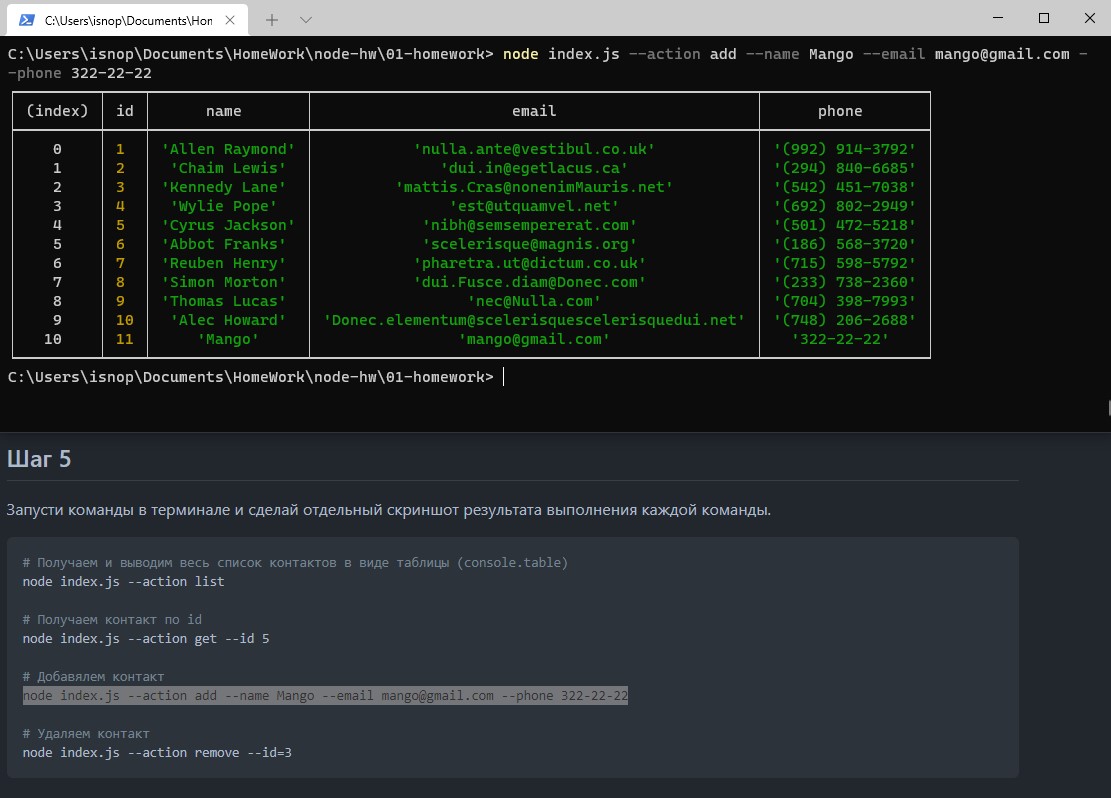 C:\Users\isnop\Documents\Hor
C:\Users\isnop\Documents\HomeWork\node-hw\01-homework> node index.js --action add --name Mango --email mango@gmail.com -
-phone 322-22-22
(index) id name email phone
0 1 'Allen Raymond' 'nulla.ante@vestibul.co.uk' '(992) 914-3792'
1 2 'Chaim Lewis' 'dui.in@egetlacus.ca' '(294) 840-6685'
2 3 'Kennedy Lane' 'mattis.Cras@nonenimMauris.net' '(542) 451-7038'
3 4 'Wylie Pope' 'est@utquamvel.net' '(692) 802-2949'
4 5 'Cyrus Jackson' 'nibh@semsempererat.com' '(501) 472-5218'
5 6 'Abbot Franks' 'scelerisque@magnis.org' '(186) 568-3720'
6 7 'Reuben Henry' 'pharetra.ut@dictum.co.uk' '(715) 598-5792'
7 8 'Simon Morton' 'dui.Fusce.diam@Donec.com' '(233) 738-2360'
8 9 'Thomas Lucas' 'nec@Nulla.com' '(704) 398-7993'
9 10 'Alec Howard' 'Donec.elementum@scelerisquescelerisquedui.net' '(748) 206-2688'
10 11 'Mango' 'mango@gmail.com' '322-22-22'
C:\Users\isnop\Documents\HomeWork\node-hw\01-homework>
Шаг 5
Запусти команды в терминале и сделай отдельный скриншот результата выполнения каждой команды.
# Получаем и выводим весь список контактов в виде таблицы (console.table)
node index.js --action list
# Получаем контакт по id
node index.js --action get --id 5
# Добавялем контакт
node index.js --action add --name Mango --email mango@gmail.com --phone 322-22-22
# Удаляем контакт
node index.js --action remove --id=3